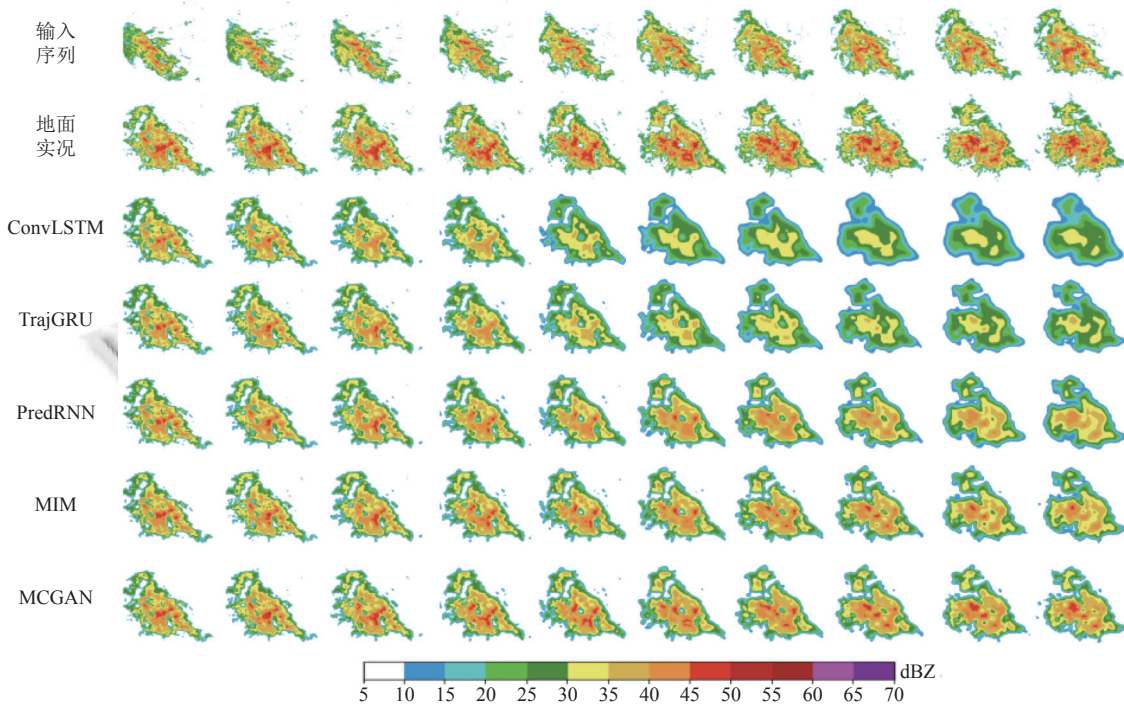 输入
序列
地面
实况
ConvLSTM
TrajGRU
PredRNN
MIM
MCGAN
dBZ
5 10 15 20 25 30 35 40 45 50 55 60 65 70